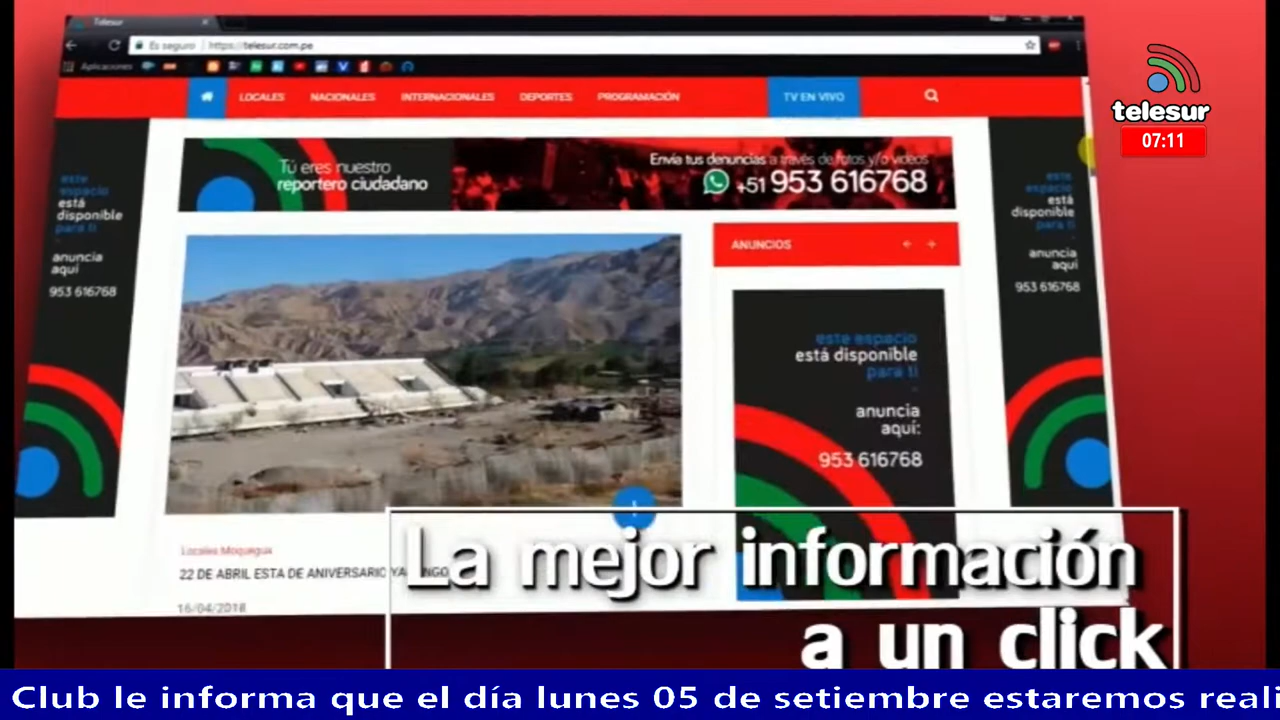 Telesur
Es seguro | https://telesur.com.pe
Aplicaciones
LOCALES NACIONALES INTERNACIONALES DEPORTES PROGRAMACIÓN TV EN VIVO
telesur
07:11
Tú eres nuestro
reportero ciudadano
Envía tus denuncias a través de fotos y/o videos
+51 953 616768
este
espacio
está
disponible
para ti
anuncia
aquí
953 616768
ANUNCIOS
este espacio
está disponible
para ti
anuncia
aquí:
953 616768
este
espacio
está
disponible
para ti
anuncia
aquí
953 616768
Locales Moquegua
22 DE ABRIL ESTA DE ANIVERSARIO
16/04/2018
La mejor información
a un click
Club le informa que el día lunes 05 de setiembre estaremos reali